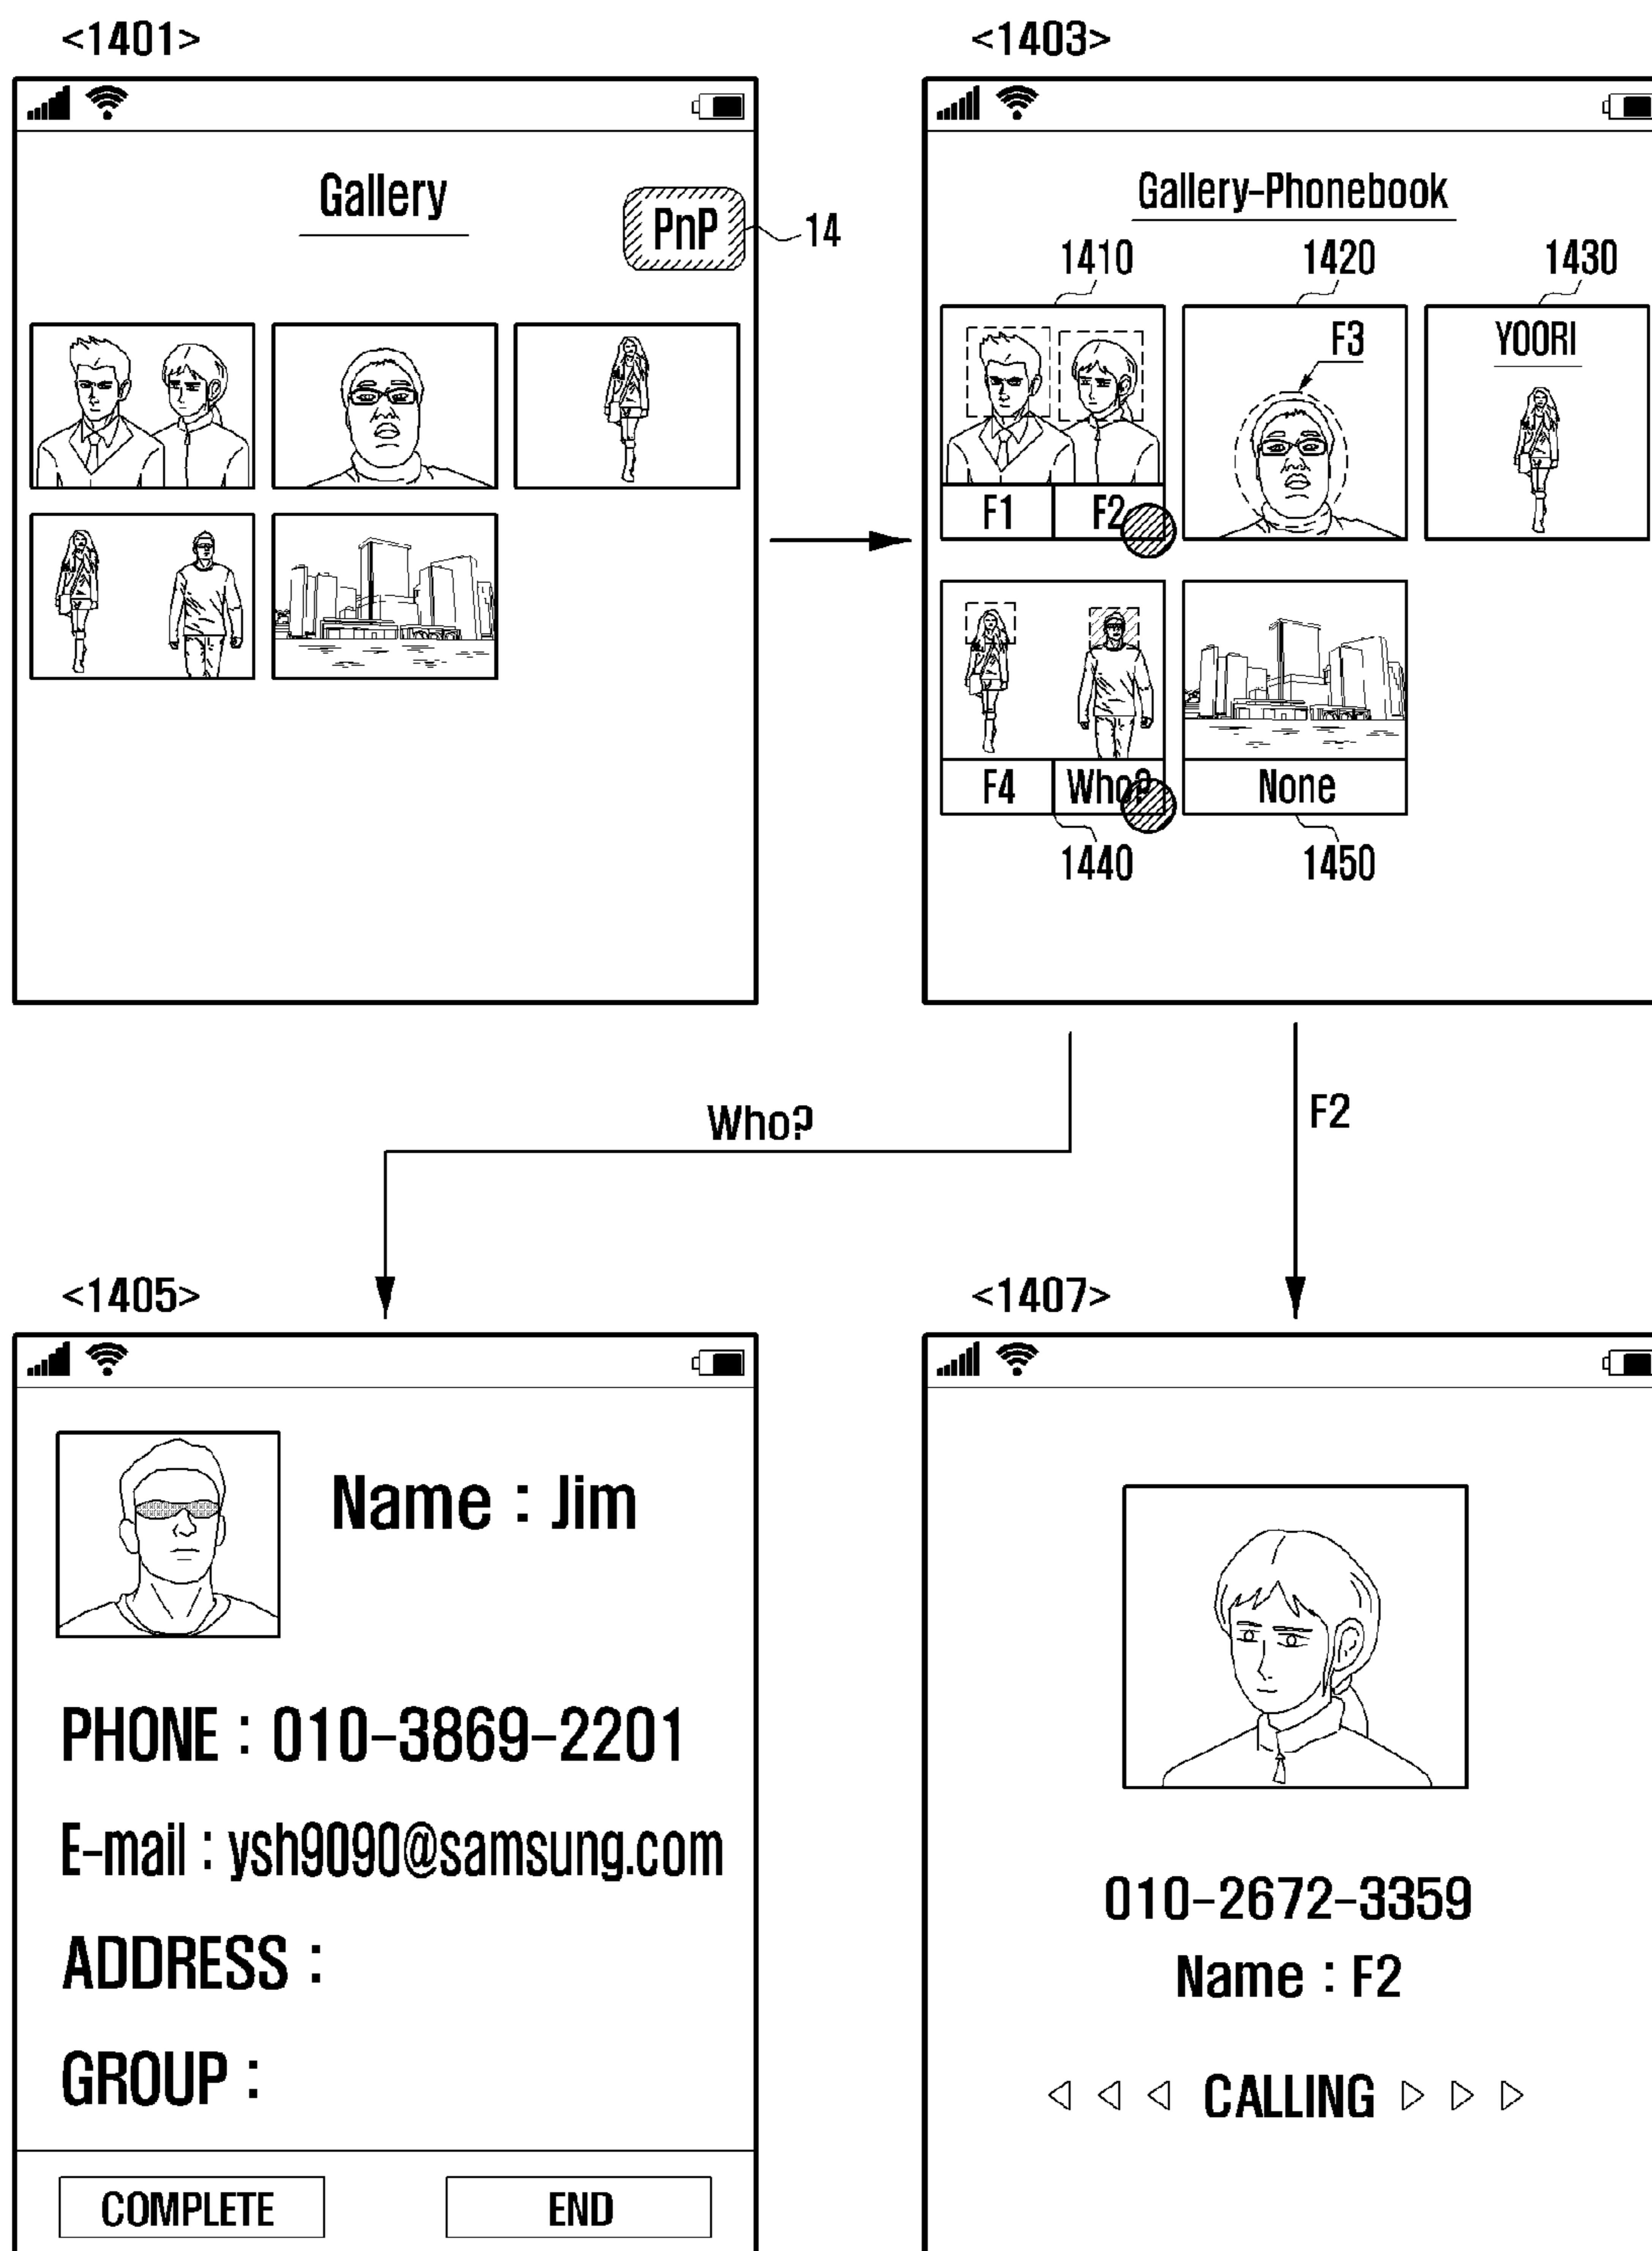 <1401>
<1403>
Gallery
PnP
14
Gallery-Phonebook
1410
1420
1430
F3
YOORI
F1
F2
F4
Who?
None
1440
1450
Who?
F2
<1405>
<1407>
Name : Jim
PHONE : 010-3869-2201
E-mail : ysh9090@samsung.com
ADDRESS :
GROUP :
COMPLETE
END
010-2672-3359
Name : F2
CALLING